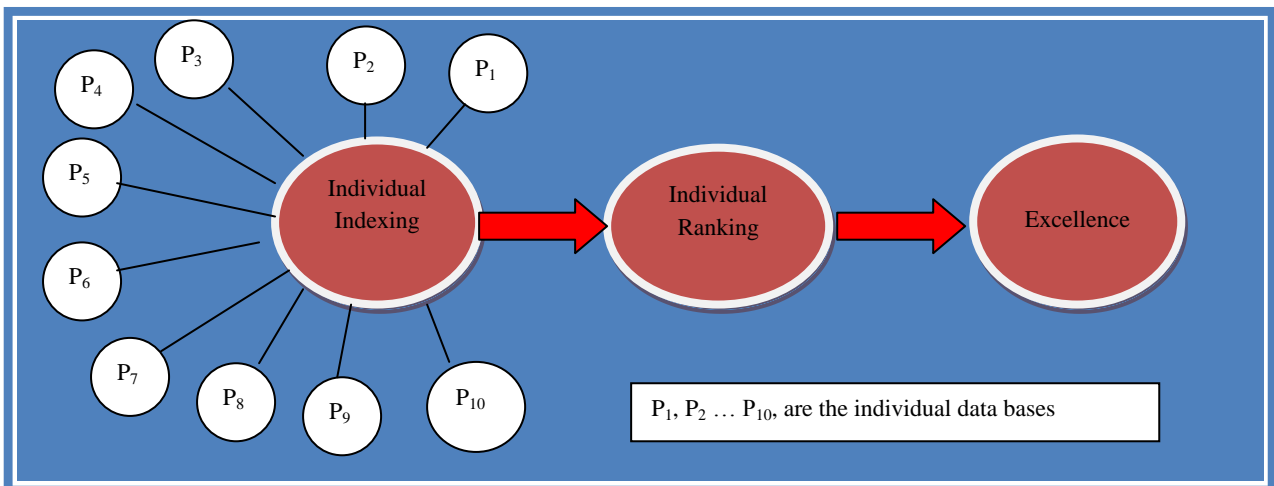 P₃
P₂
P₁
P₄
P₅
P₆
P₇
P₈
P₉
P₁₀
Individual
Indexing
Individual
Ranking
Excellence
P₁, P₂ … P₁₀, are the individual data bases